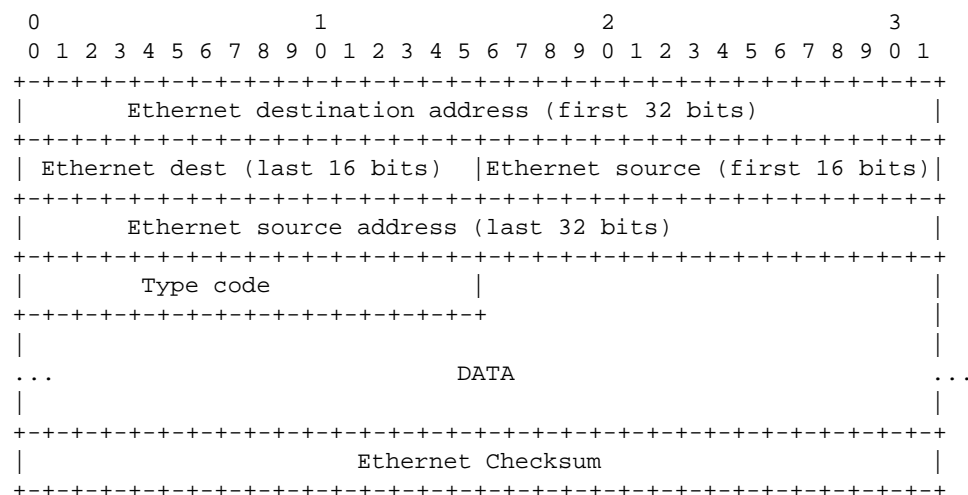 0                   1                   2                   3
0 1 2 3 4 5 6 7 8 9 0 1 2 3 4 5 6 7 8 9 0 1 2 3 4 5 6 7 8 9 0 1
+-+-+-+-+-+-+-+-+-+-+-+-+-+-+-+-+-+-+-+-+-+-+-+-+-+-+-+-+-+-+-+-+
|       Ethernet destination address (first 32 bits)            |
+-+-+-+-+-+-+-+-+-+-+-+-+-+-+-+-+-+-+-+-+-+-+-+-+-+-+-+-+-+-+-+-+
| Ethernet dest (last 16 bits)  |Ethernet source (first 16 bits)|
+-+-+-+-+-+-+-+-+-+-+-+-+-+-+-+-+-+-+-+-+-+-+-+-+-+-+-+-+-+-+-+-+
|       Ethernet source address (last 32 bits)                  |
+-+-+-+-+-+-+-+-+-+-+-+-+-+-+-+-+-+-+-+-+-+-+-+-+-+-+-+-+-+-+-+-+
|        Type code              |                               |
+-+-+-+-+-+-+-+-+-+-+-+-+-+-+-+-+                               |
|                                                               |
...                            DATA                             ...
|                                                               |
+-+-+-+-+-+-+-+-+-+-+-+-+-+-+-+-+-+-+-+-+-+-+-+-+-+-+-+-+-+-+-+-+
|                       Ethernet Checksum                       |
+-+-+-+-+-+-+-+-+-+-+-+-+-+-+-+-+-+-+-+-+-+-+-+-+-+-+-+-+-+-+-+-+